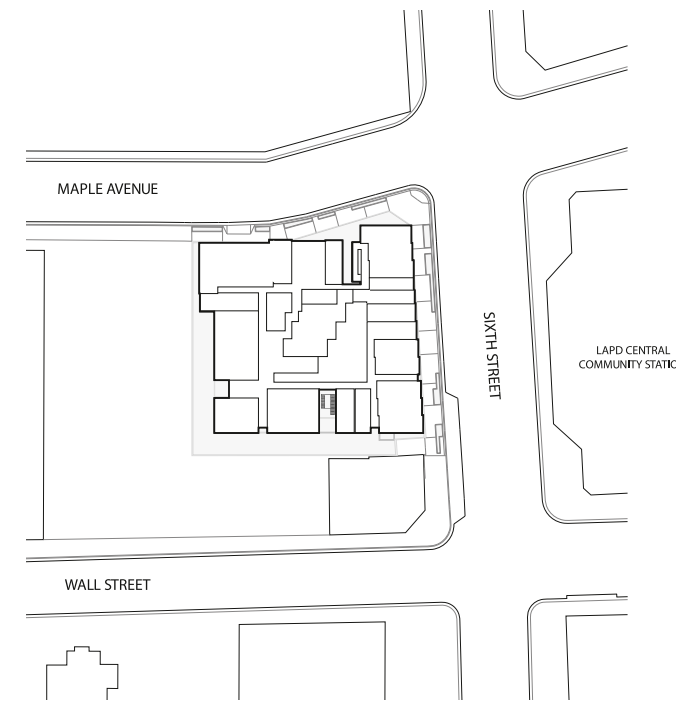 MAPLE AVENUE
SIXTH STREET
LAPD CENTRAL
COMMUNITY STATIC
WALL STREET